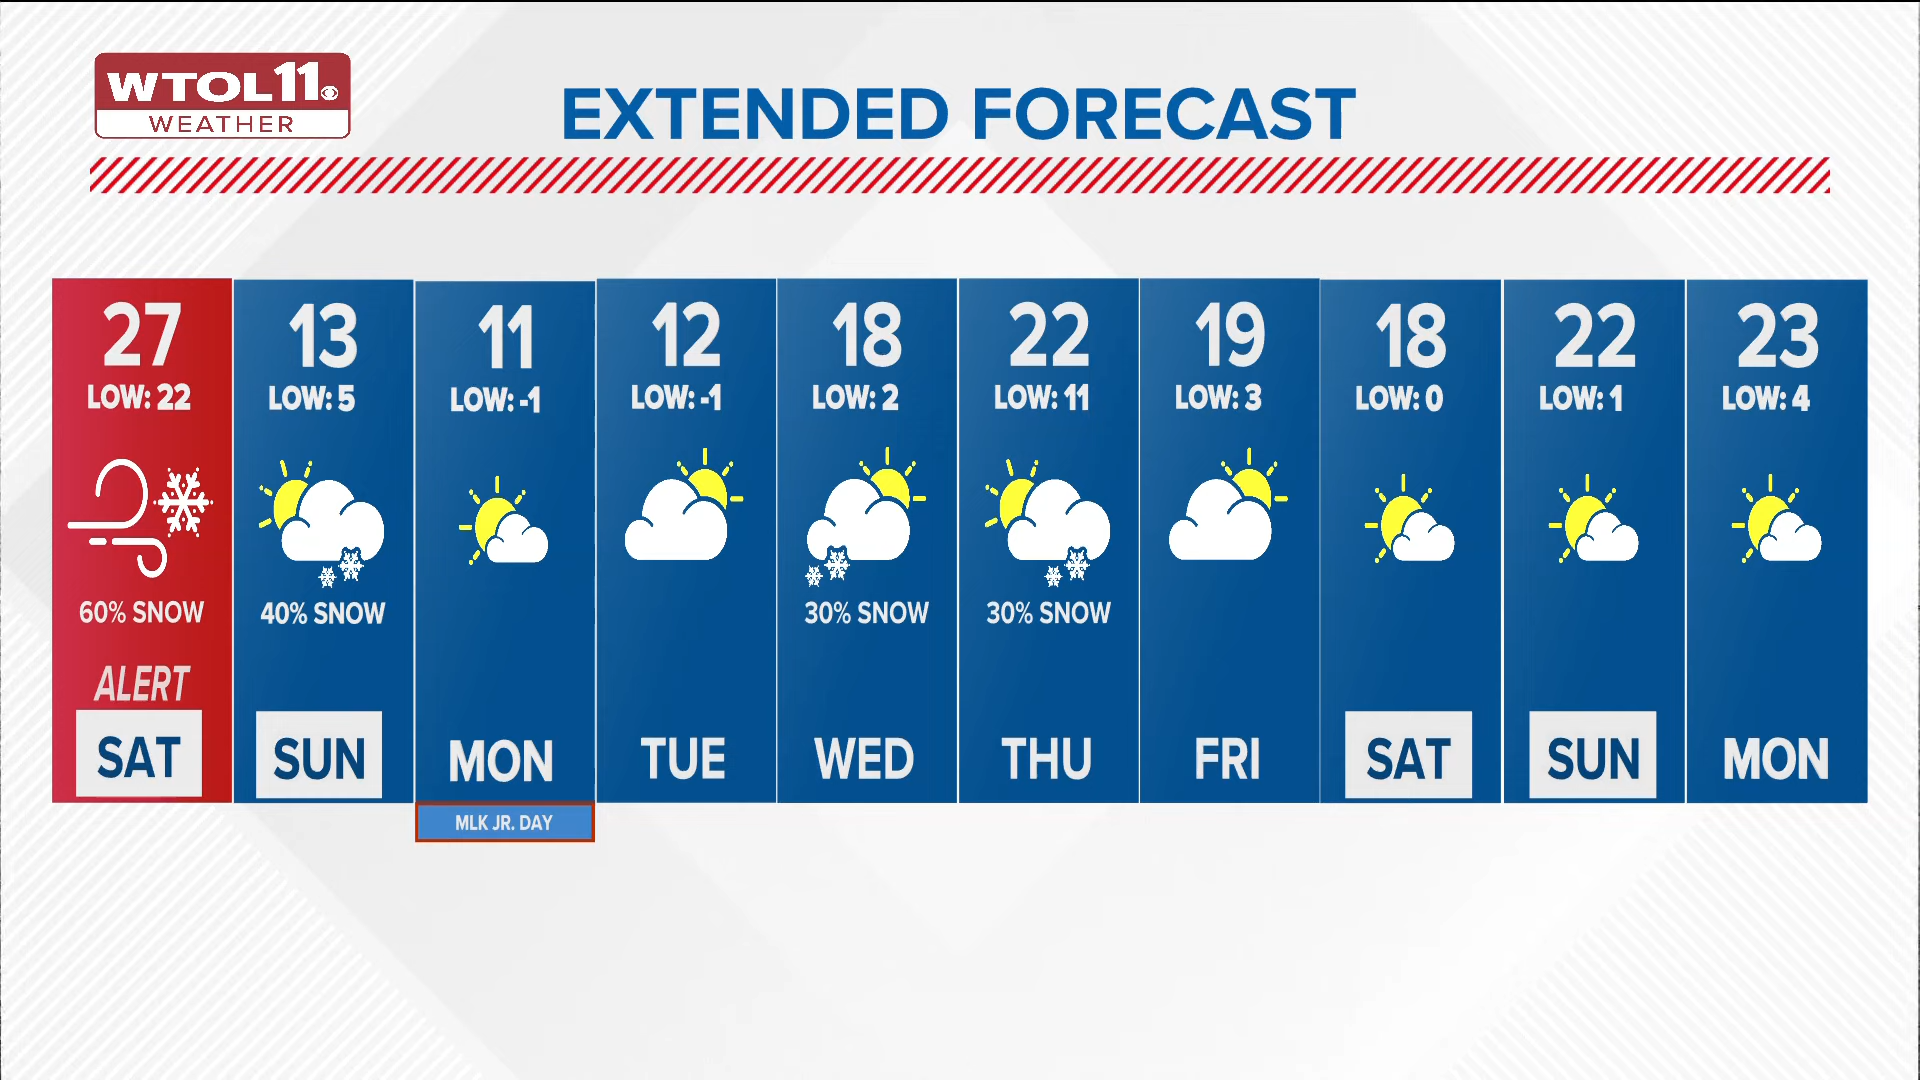 WTOL11
WEATHER
EXTENDED FORECAST
27
LOW: 22
60% SNOW
ALERT
SAT
13
LOW: 5
40% SNOW
SUN
11
LOW: -1
MON
MLK JR. DAY
12
LOW: -1
TUE
18
LOW: 2
30% SNOW
WED
22
LOW: 11
30% SNOW
THU
19
LOW: 3
FRI
18
LOW: 0
SAT
22
LOW: 1
SUN
23
LOW: 4
MON